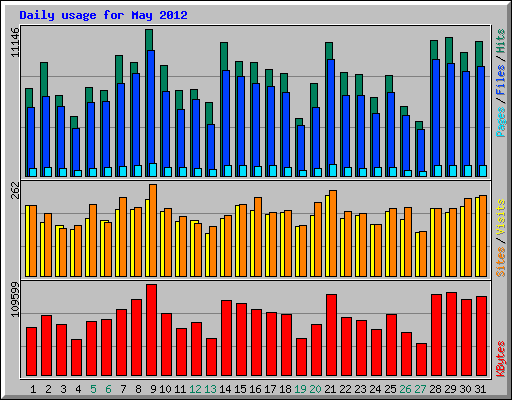 Daily usage for May 2012
11146
Pages / Files / Hits
262
Sites / Visits
109599
KBytes
1 2 3 4 5 6 7 8 9 10 11 12 13 14 15 16 17 18 19 20 21 22 23 24 25 26 27 28 29 30 31